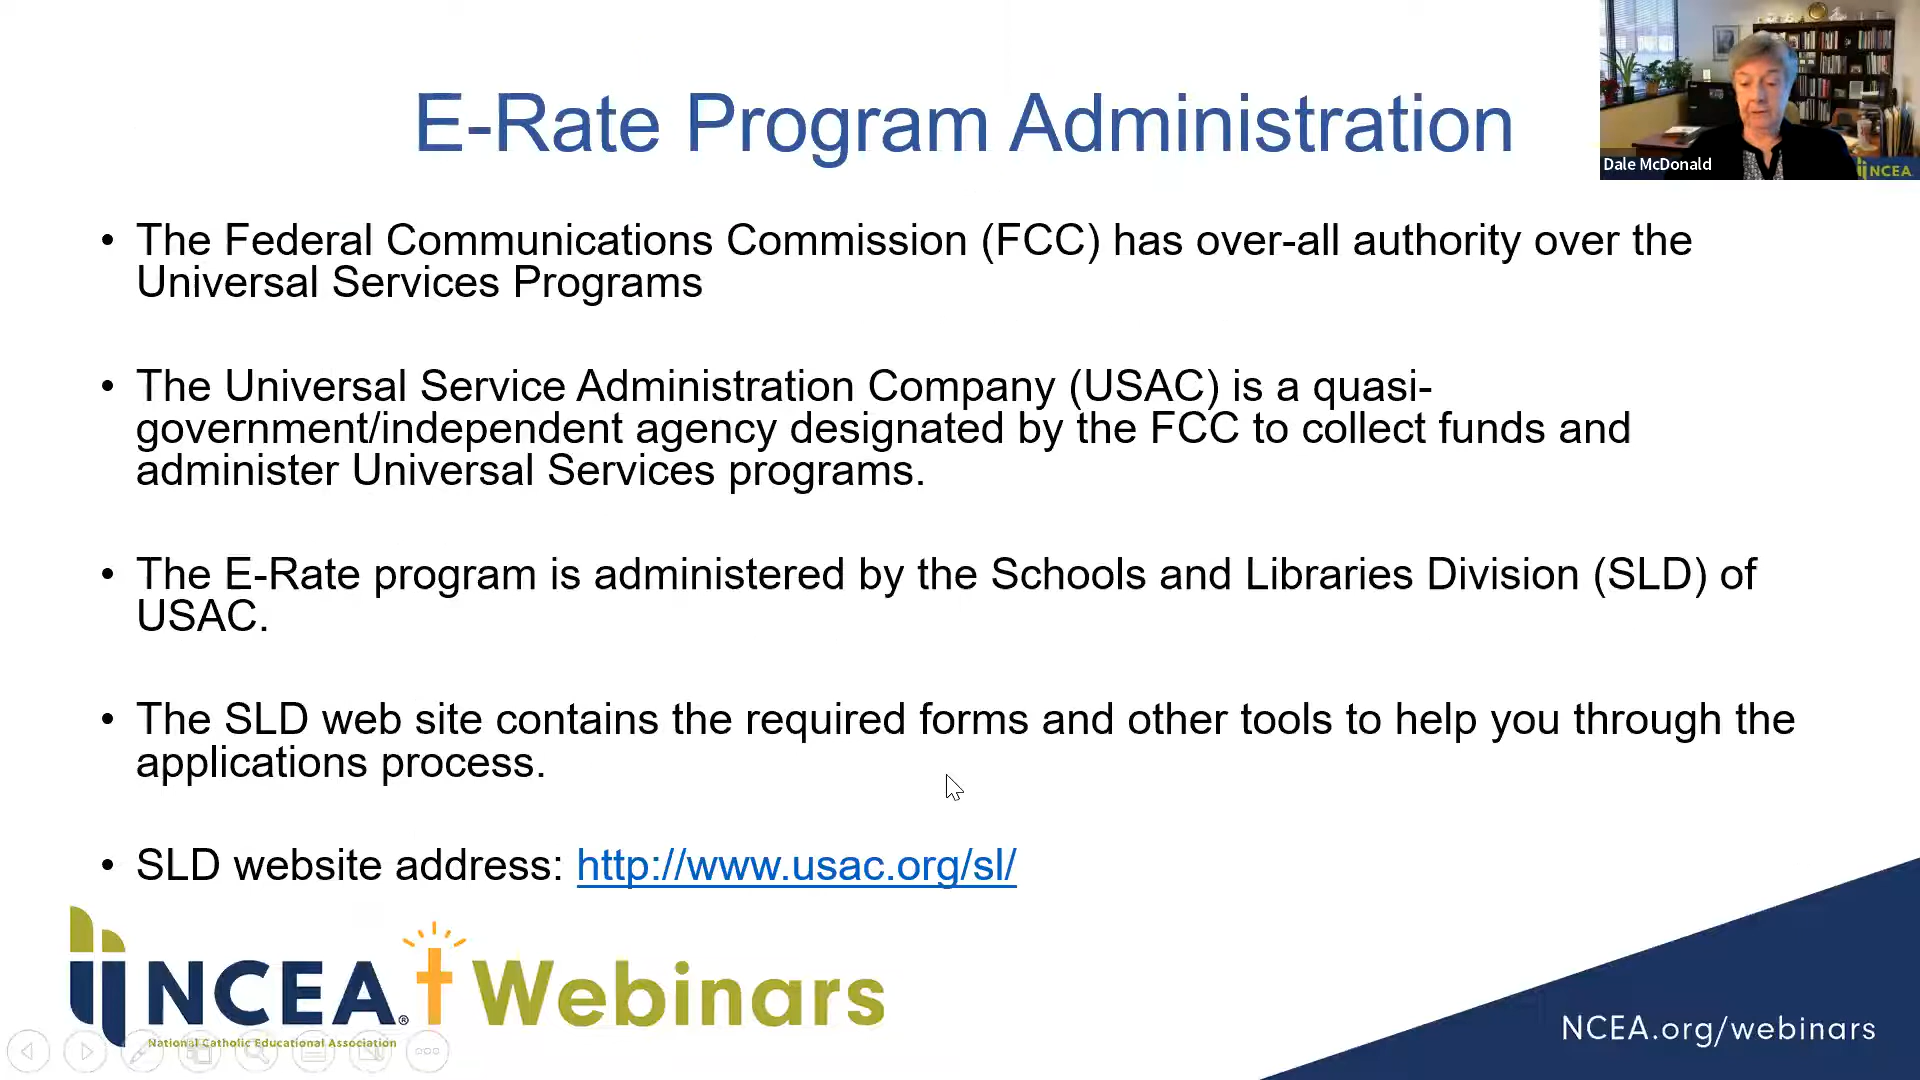 E-Rate Program Administration
Dale McDonald
NCEA
• The Federal Communications Commission (FCC) has over-all authority over the
Universal Services Programs
• The Universal Service Administration Company (USAC) is a quasi-
government/independent agency designated by the FCC to collect funds and
administer Universal Services programs.
• The E-Rate program is administered by the Schools and Libraries Division (SLD) of
USAC.
• The SLD web site contains the required forms and other tools to help you through the
applications process.
• SLD website address: http://www.usac.org/sl/
NCEA® Webinars
National Catholic Educational Association
NCEA.org/webinars